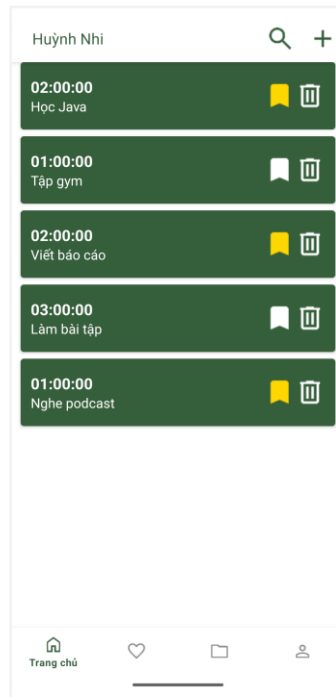 Huỳnh Nhi
02:00:00
Học Java
01:00:00
Tập gym
02:00:00
Viết báo cáo
03:00:00
Làm bài tập
01:00:00
Nghe podcast
Trang chủ